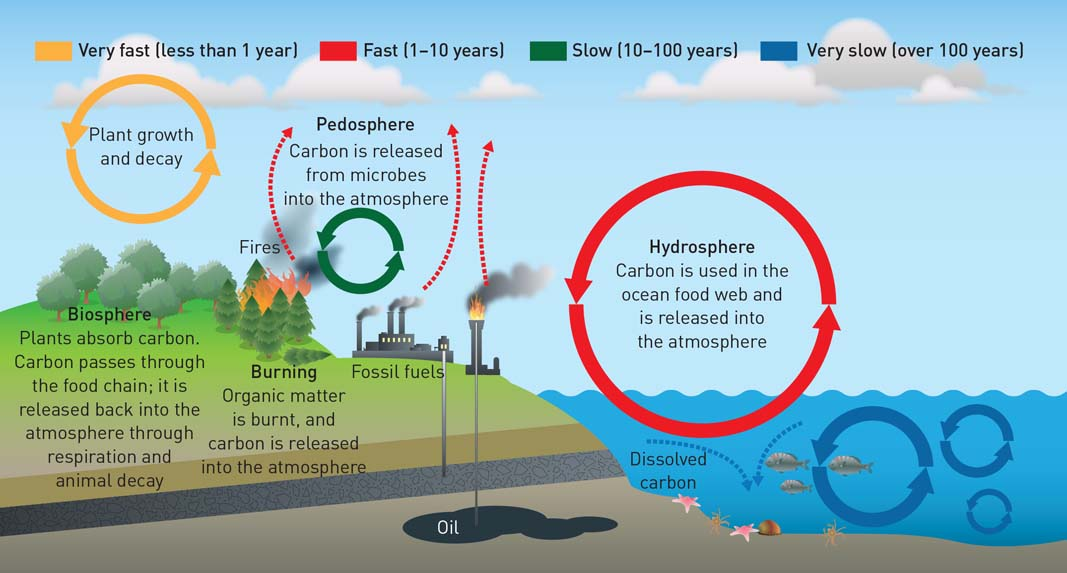 Very fast (less than 1 year)
Fast (1–10 years)
Slow (10–100 years)
Very slow (over 100 years)
Plant growth
and decay
Pedosphere
Carbon is released
from microbes
into the atmosphere
Fires
Hydrosphere
Carbon is used in the
ocean food web and
is released into
the atmosphere
Biosphere
Plants absorb carbon.
Carbon passes through
the food chain; it is
released back into the
atmosphere through
respiration and
animal decay
Burning
Organic matter
is burnt, and
carbon is released
into the atmosphere
Fossil fuels
Dissolved
carbon
Oil